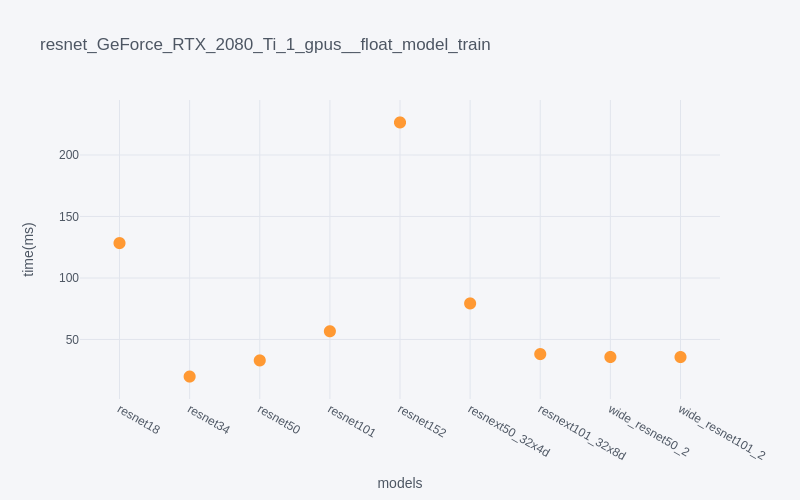 resnet_GeForce_RTX_2080_Ti_1_gpus__float_model_train
time(ms)
200
150
100
50
resnet18
resnet34
resnet50
resnet101
resnet152
resnext50_32x4d
resnext101_32x8d
wide_resnet50_2
wide_resnet101_2
models